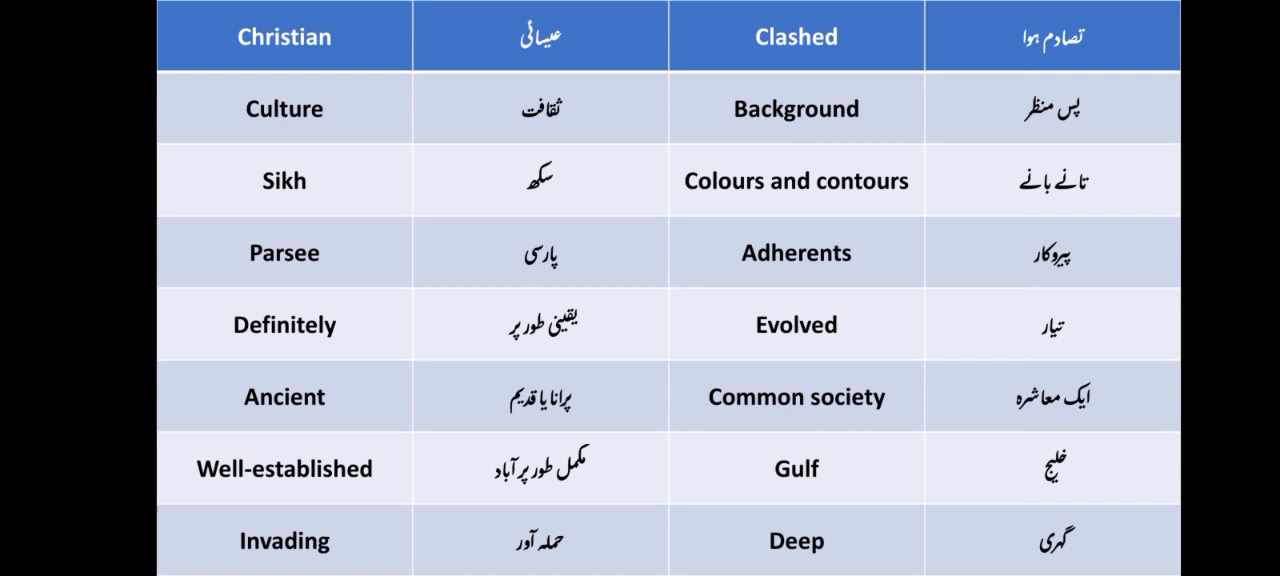 Christian عیسائی Clashed تصادم ہوا
Culture ثقافت Background پس منظر
Sikh سکھ Colours and contours تانے بانے
Parsee پارسی Adherents پیروکار
Definitely یقینی طور پر Evolved تیار
Ancient پرانا یا قدیم Common society ایک معاشرہ
Well-established مکمل طور پر آباد Gulf خلیج
Invading حملہ آور Deep گہری